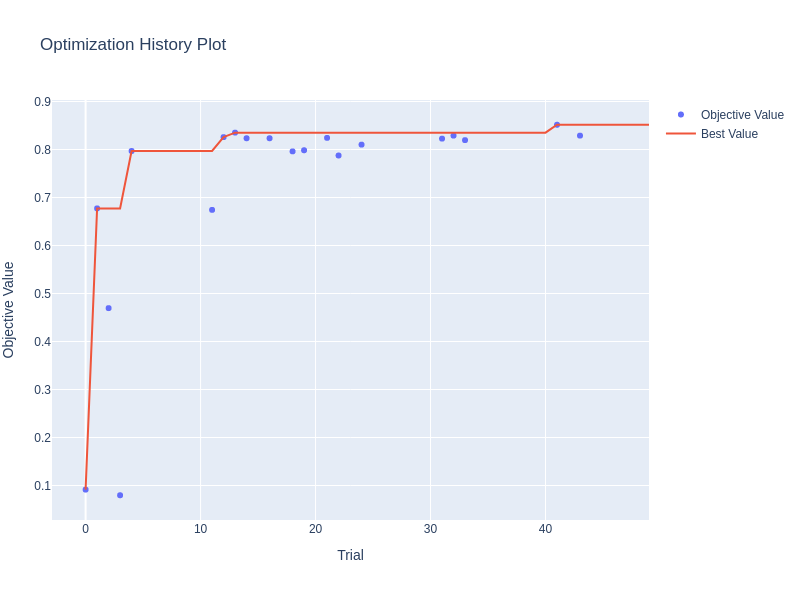 Optimization History Plot
Objective Value
Best Value
0.9
0.8
0.7
0.6
0.5
0.4
0.3
0.2
0.1
Objective Value
0 10 20 30 40
Trial